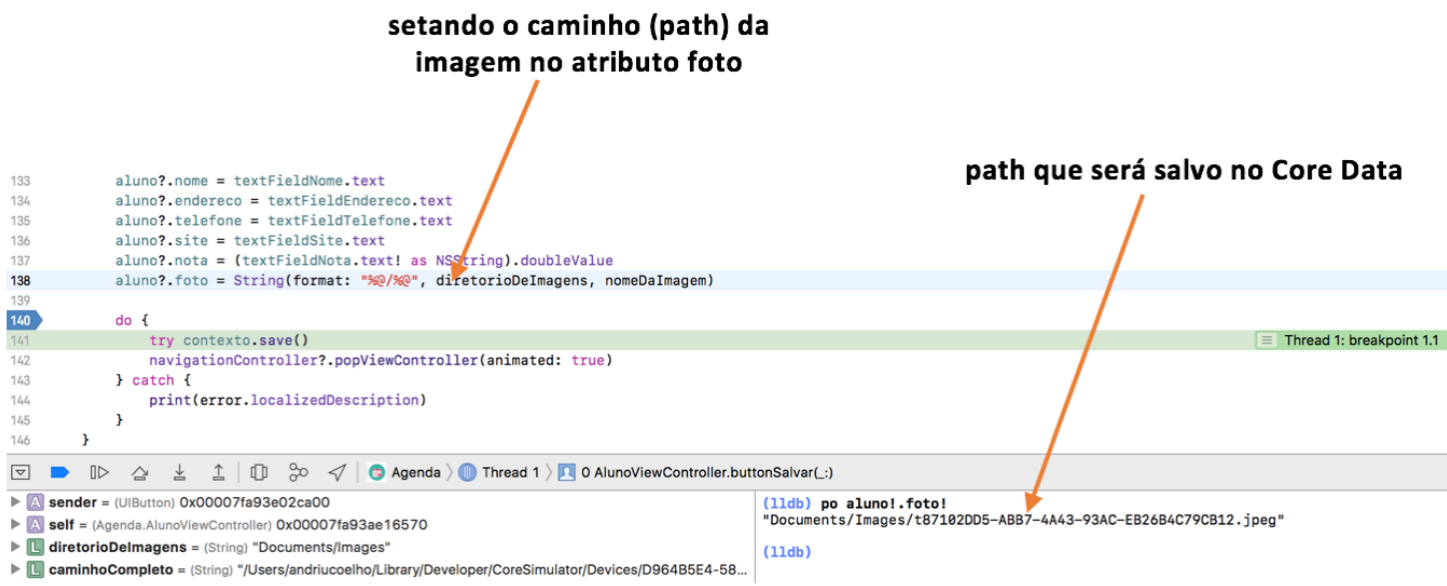 setando o caminho (path) da
imagem no atributo foto
path que será salvo no Core Data
133 aluno?.nome = textFieldNome.text
134 aluno?.endereco = textFieldEndereco.text
135 aluno?.telefone = textFieldTelefone.text
136 aluno?.site = textFieldSite.text
137 aluno?.nota = (textFieldNota.text! as NSString).doubleValue
138 aluno?.foto = String(format: "%@/%@", diretorioDeImagens, nomeDaImagem)
139
140 do {
141 try contexto.save() Thread 1: breakpoint 1.1
142 navigationController?.popViewController(animated: true)
143 } catch {
144 print(error.localizedDescription)
145 }
146 }
Agenda Thread 1 0 AlunoViewController.buttonSalvar(_:)
A sender = (UIButton) 0x00007fa93e02ca00
A self = (Agenda.AlunoViewController) 0x00007fa93ae16570
L diretorioDeImagens = (String) "Documents/Images"
L caminhoCompleto = (String) "/Users/andriucoelho/Library/Developer/CoreSimulator/Devices/D964B5E4-58...
(lldb) po aluno!.foto!
"Documents/Images/t87102DD5-ABB7-4A43-93AC-EB26B4C79CB12.jpeg"
(lldb)